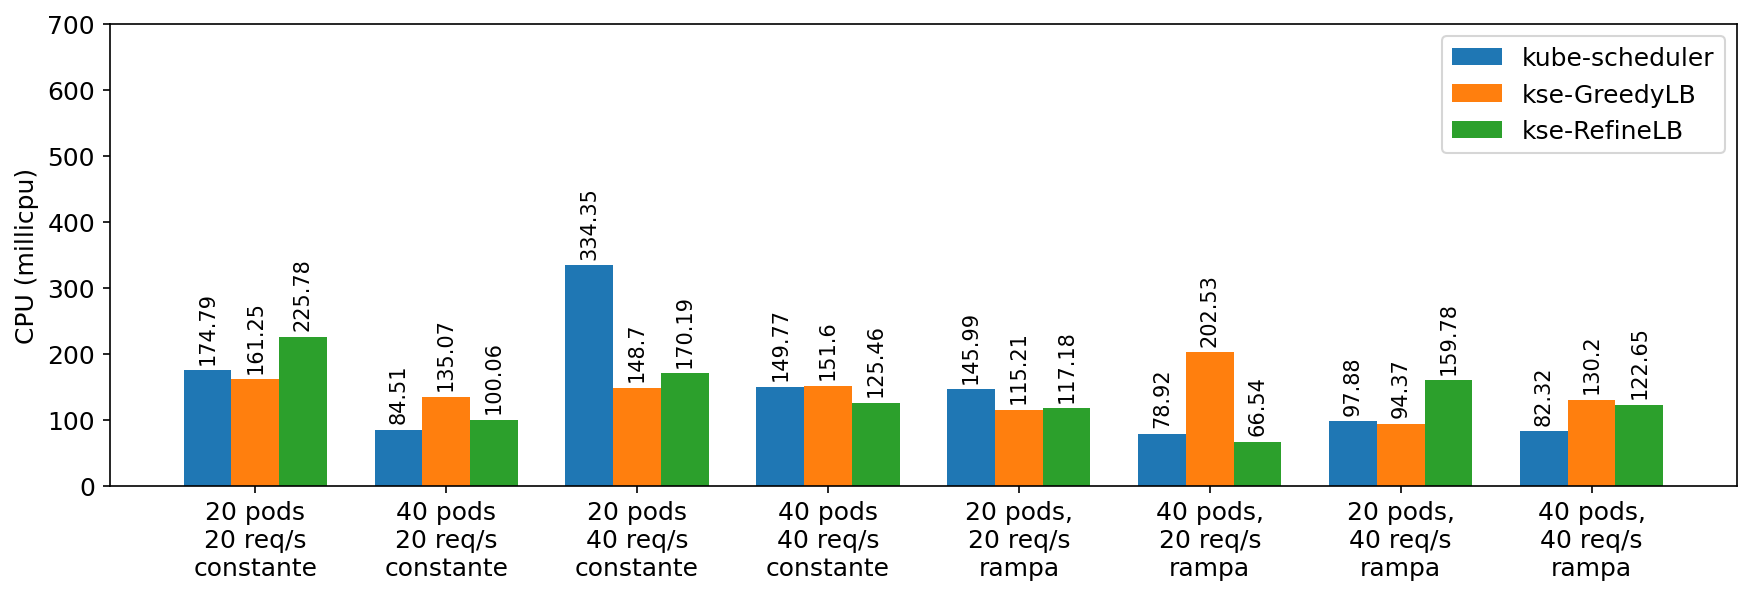 700
600
500
400
300
200
100
0
CPU (millicpu)
kube-scheduler
kse-GreedyLB
kse-RefineLB
174.79
161.25
225.78
84.51
135.07
100.06
334.35
148.7
170.19
149.77
151.6
125.46
145.99
115.21
117.18
78.92
202.53
66.54
97.88
94.37
159.78
82.32
130.2
122.65
20 pods
20 req/s
constante
40 pods
20 req/s
constante
20 pods
40 req/s
constante
40 pods
40 req/s
constante
20 pods,
20 req/s
rampa
40 pods,
20 req/s
rampa
20 pods,
40 req/s
rampa
40 pods,
40 req/s
rampa